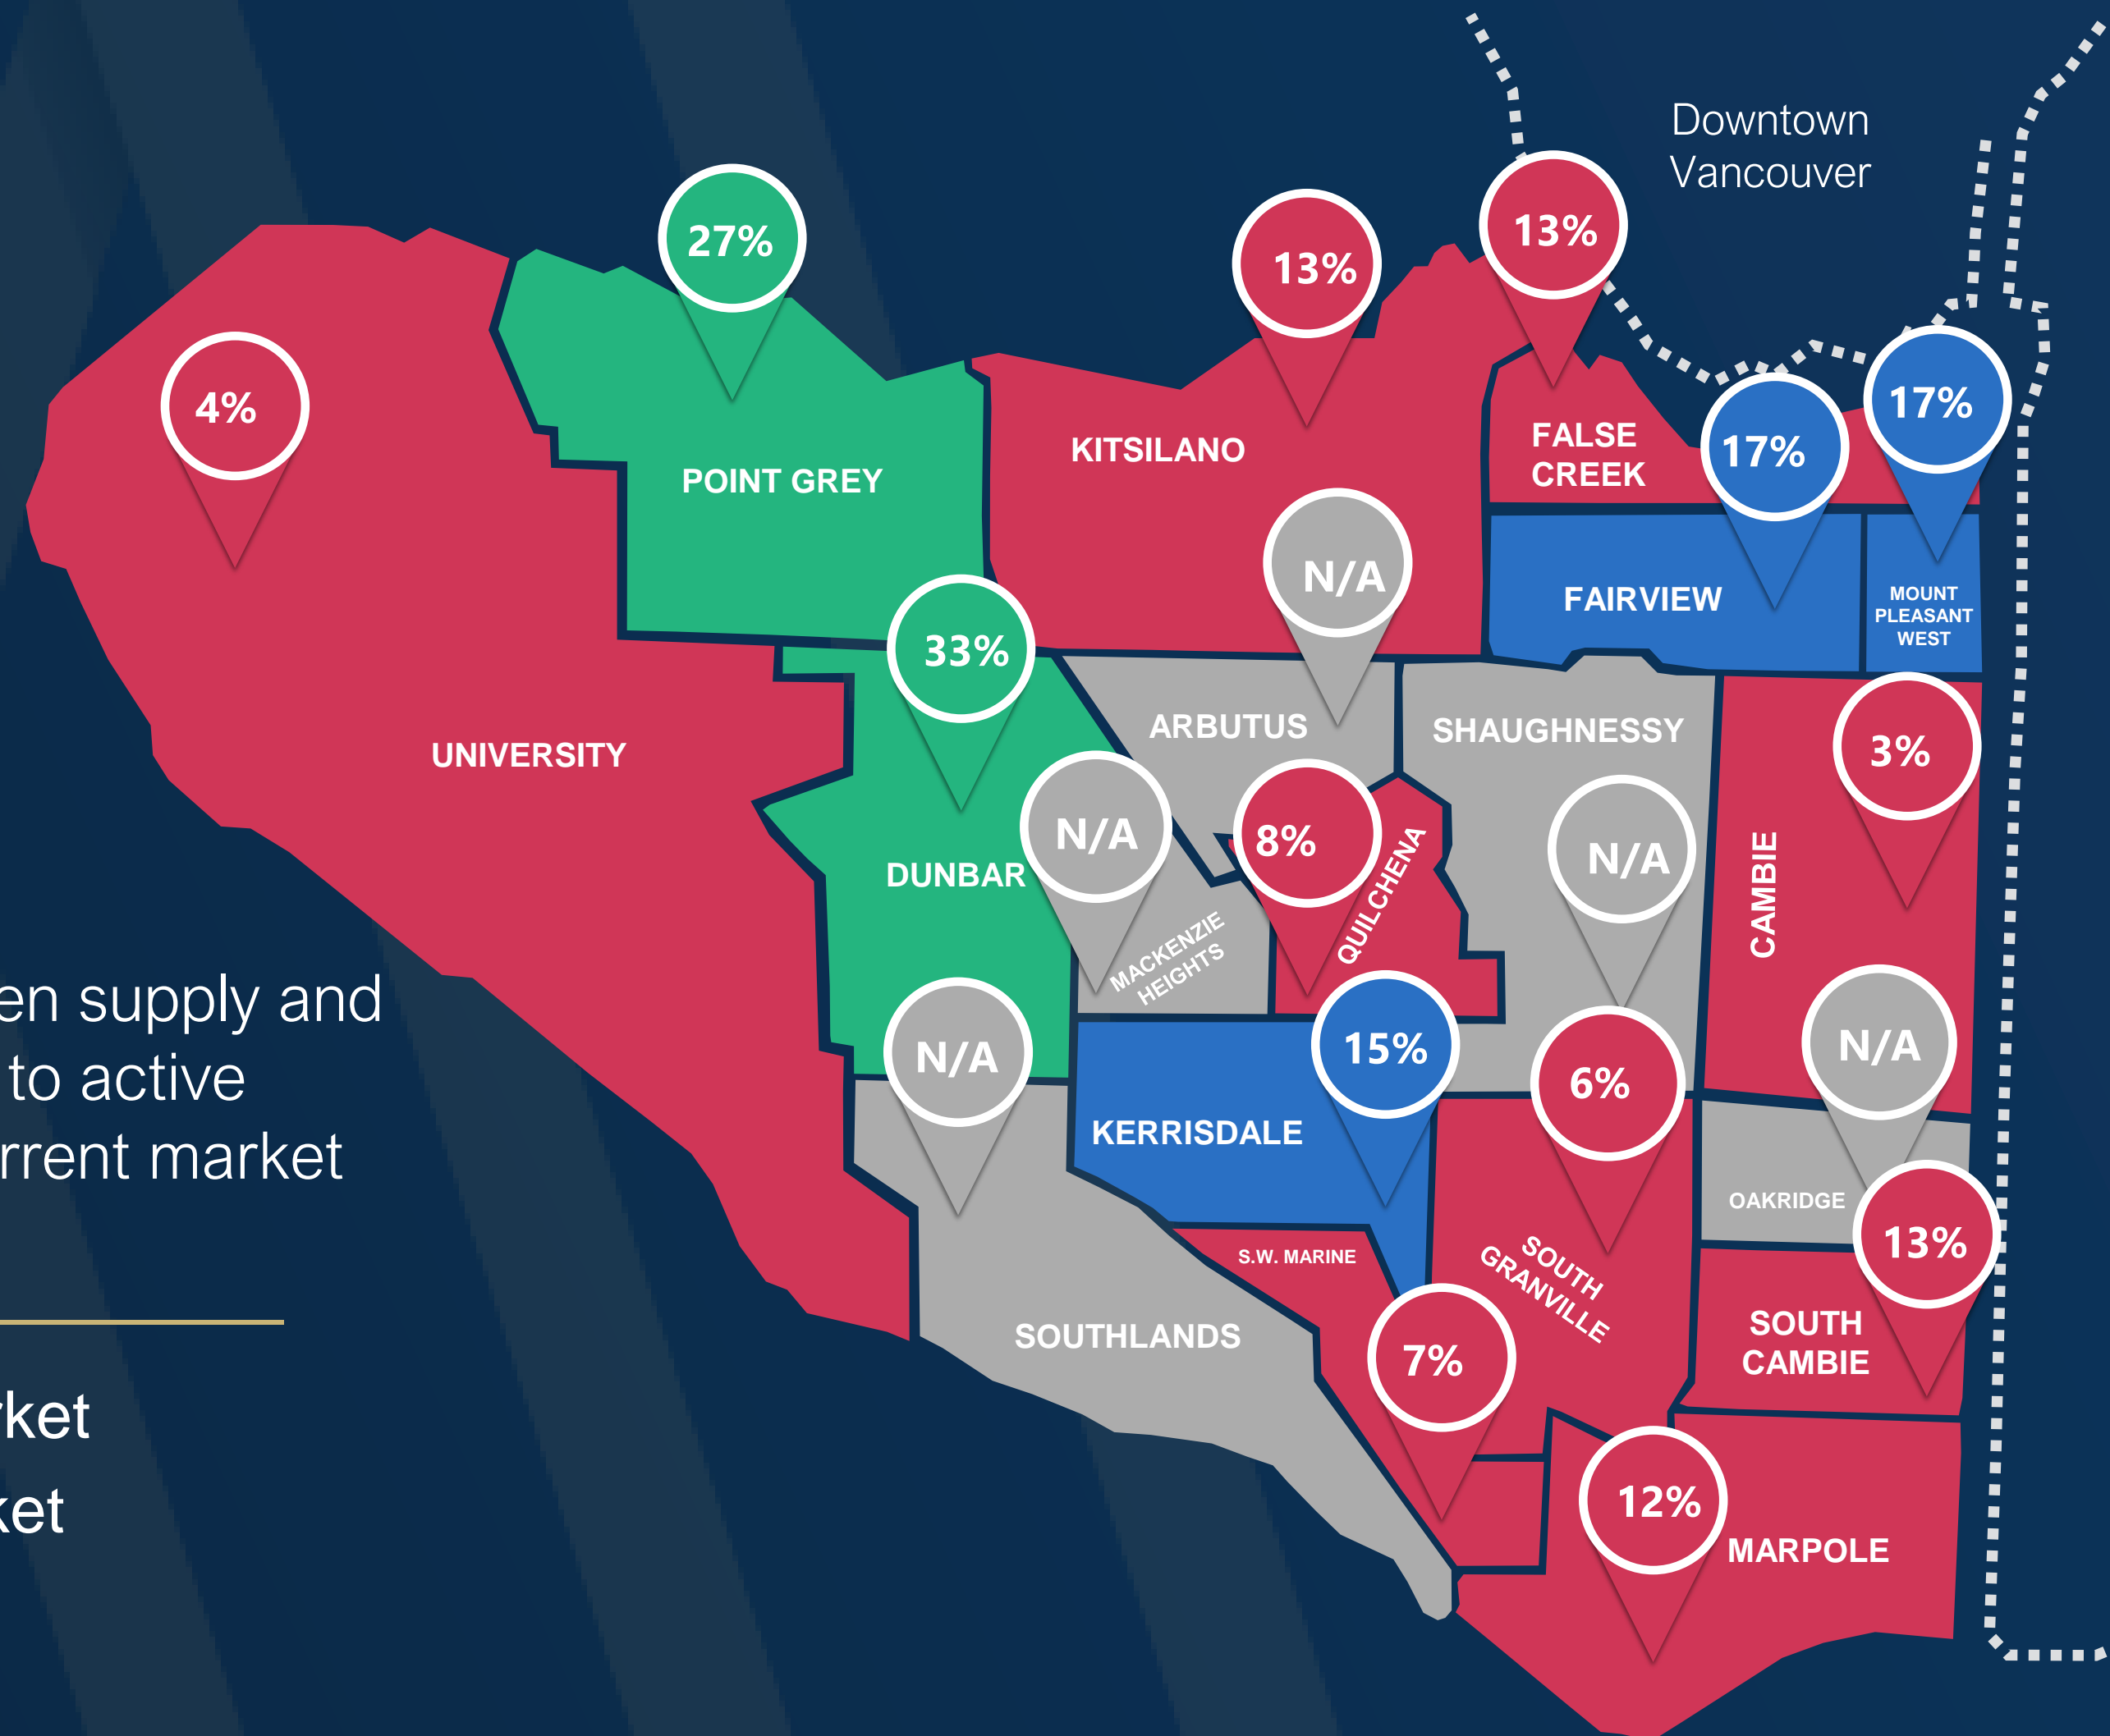 Downtown
Vancouver
27%
13%
13%
4%
17%
17%
KITSILANO
FALSE
CREEK
POINT GREY
N/A
FAIRVIEW
MOUNT
PLEASANT
WEST
33%
ARBUTUS
SHAUGHNESSY
UNIVERSITY
3%
N/A
8%
N/A
DUNBAR
QUILCHENA
CAMBIE
MACKENZIE
HEIGHTS
en supply and
N/A
15%
6%
N/A
to active
KERRISDALE
rrent market
OAKRIDGE
13%
S.W. MARINE
SOUTH
GRANVILLE
SOUTHLANDS
SOUTH
CAMBIE
7%
rket
12%
ket
MARPOLE